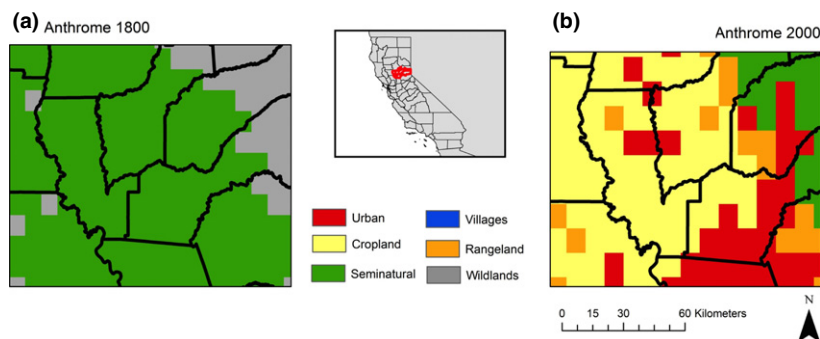 (a) Anthrome 1800
(b)
Anthrome 2000
Urban
Villages
Cropland
Rangeland
Seminatural
Wildlands
0 15 30 60 Kilometers
N